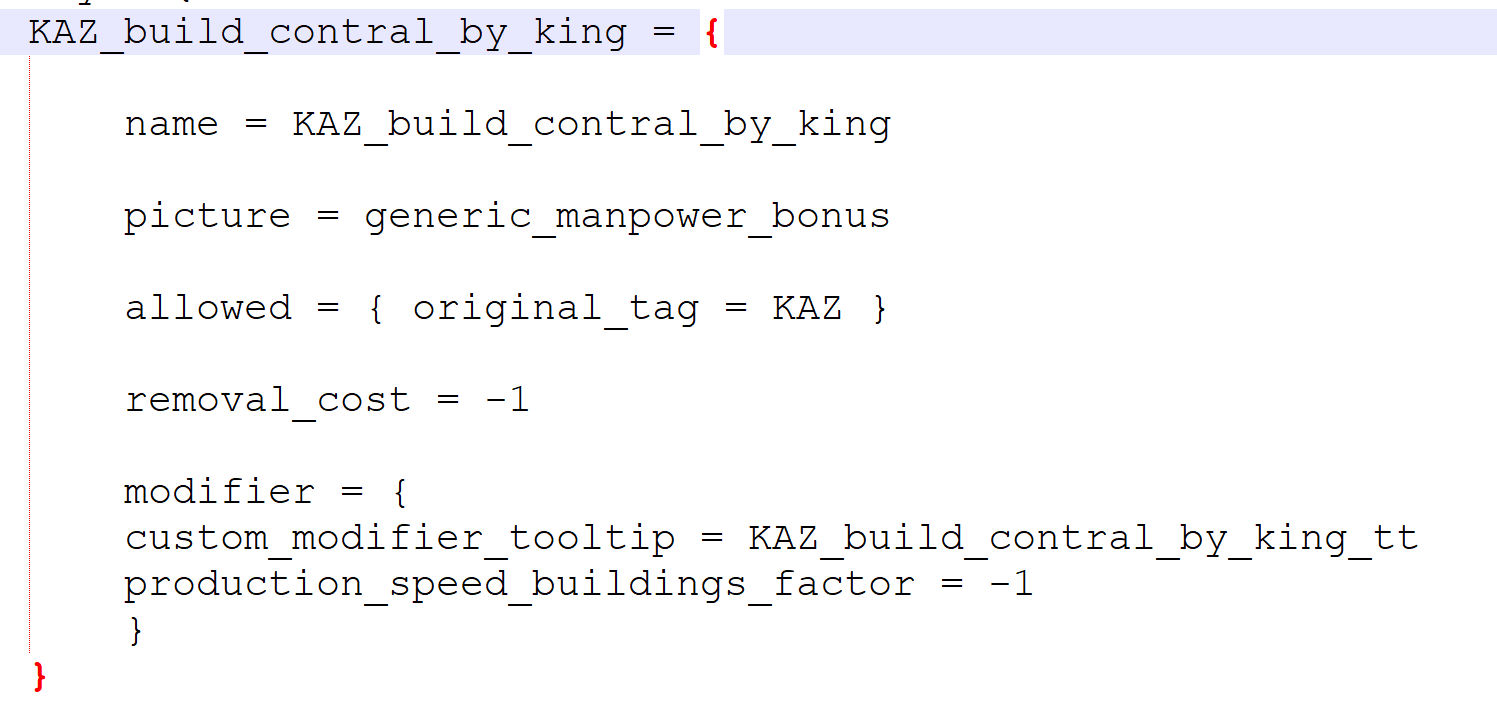 KAZ_build_contral_by_king = {
name = KAZ_build_contral_by_king
picture = generic_manpower_bonus
allowed = { original_tag = KAZ }
removal_cost = -1
modifier = {
custom_modifier_tooltip = KAZ_build_contral_by_king_tt
production_speed_buildings_factor = -1
}
}